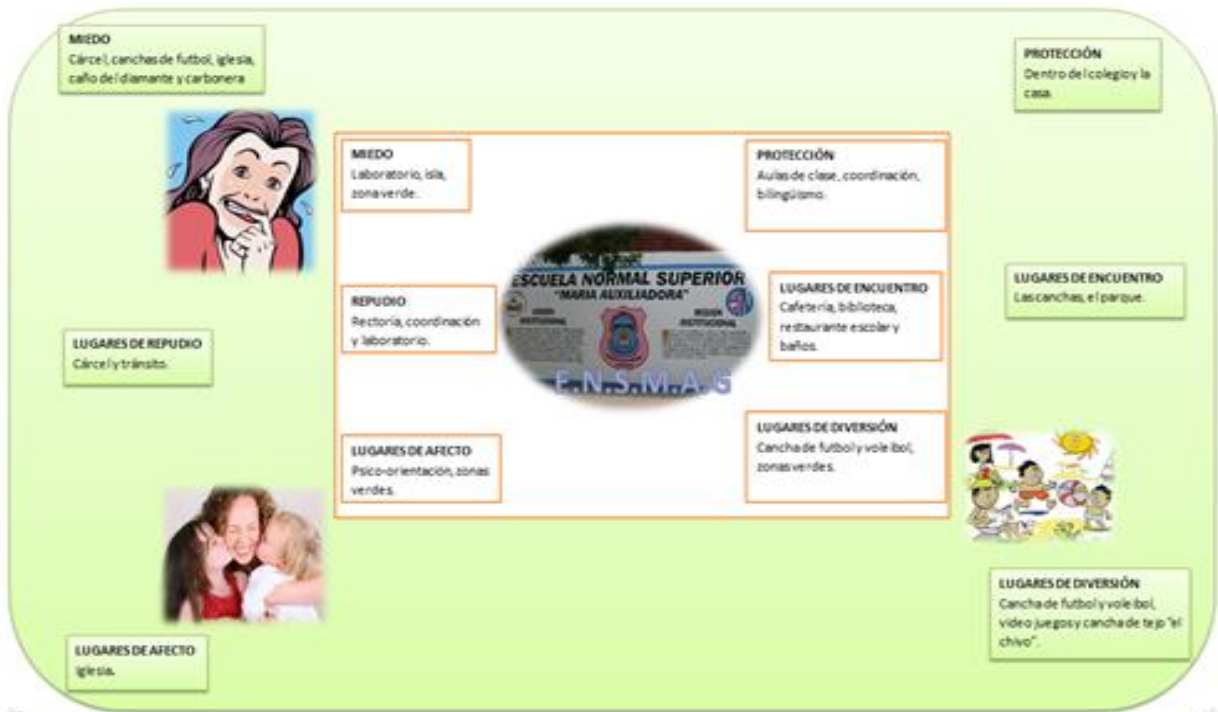 MIEDO
Cárcel, canchas de futbol, iglesia,
caño del diamante y carbonera
PROTECCIÓN
Dentro del colegio y la
casa.
MIEDO
Laboratorio, isla,
zona verde.
PROTECCIÓN
Aulas de clase, coordinación,
bilingüismo.
REPUDIO
Rectoría, coordinación
y laboratorio.
ESCUELA NORMAL SUPERIOR
"MARIA AUXILIADORA"
INSTITUCIONAL
INSTITUCIONAL
E.N.S.M.A.G
LUGARES DE ENCUENTRO
Cafetería, biblioteca,
restaurante escolar y
baños.
LUGARES DE ENCUENTRO
Las canchas, el parque.
LUGARES DE REPUDIO
Cárcel y tránsito.
LUGARES DE AFECTO
Psico-orientación, zonas
verdes.
LUGARES DE DIVERSIÓN
Cancha de futbol y voleibol,
zonas verdes.
LUGARES DE AFECTO
Iglesia.
LUGARES DE DIVERSIÓN
Cancha de futbol y voleibol,
video juegos y cancha de tejo "el
chivo".